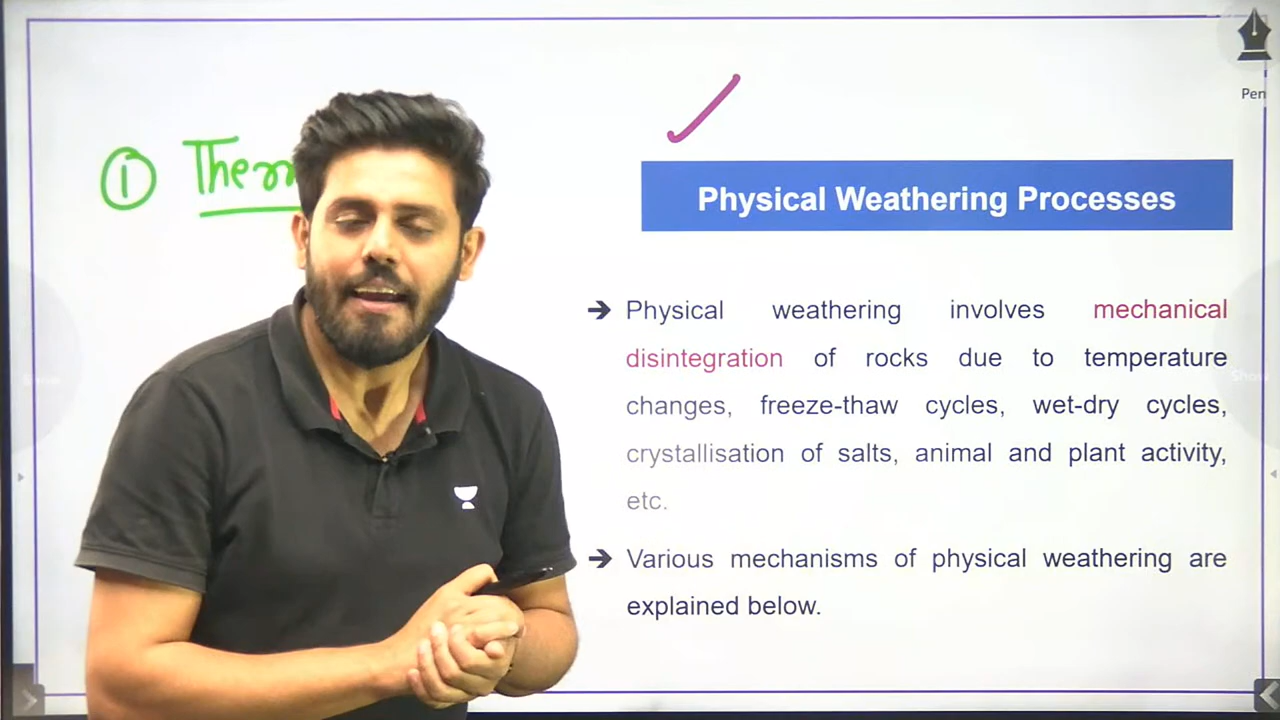 Pen
①
Physical Weathering Processes
➔ Physical weathering involves mechanical
disintegration of rocks due to temperature
changes, freeze-thaw cycles, wet-dry cycles,
crystallisation of salts, animal and plant activity,
etc.
➔ Various mechanisms of physical weathering are
explained below.